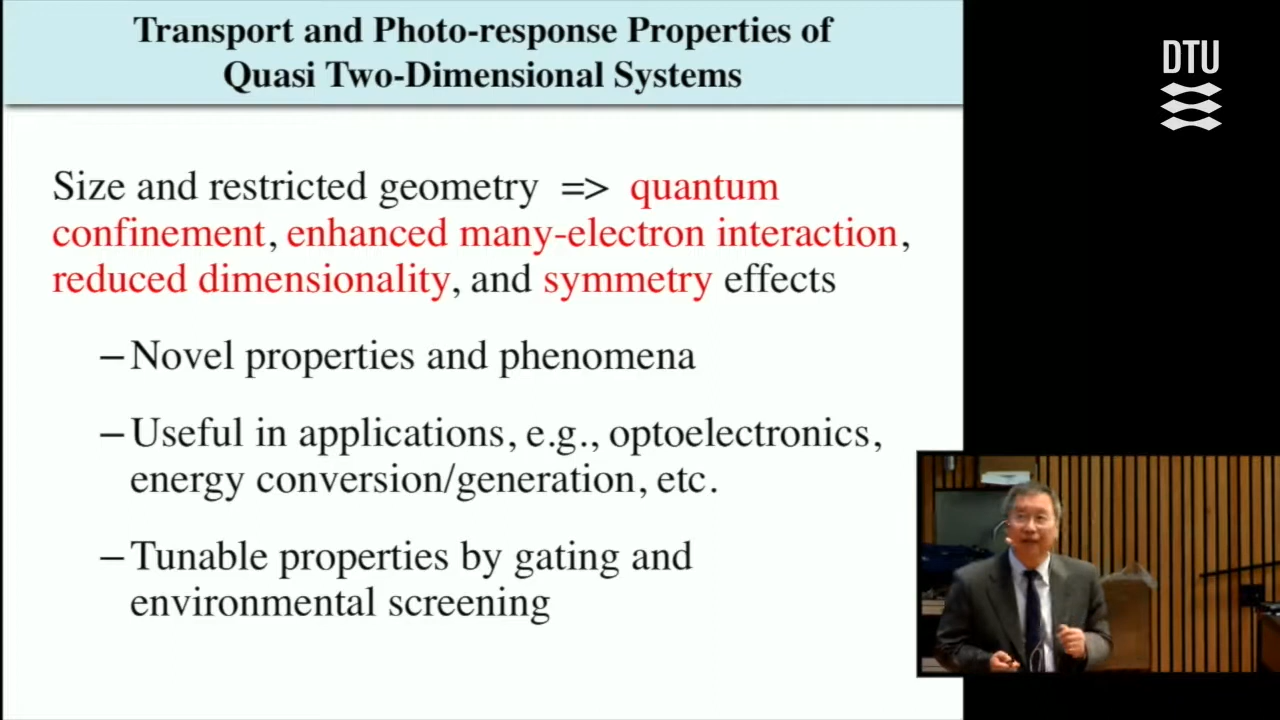 Transport and Photo-response Properties of
Quasi Two-Dimensional Systems
DTU
Size and restricted geometry => quantum
confinement, enhanced many-electron interaction,
reduced dimensionality, and symmetry effects
– Novel properties and phenomena
– Useful in applications, e.g., optoelectronics,
energy conversion/generation, etc.
– Tunable properties by gating and
environmental screening